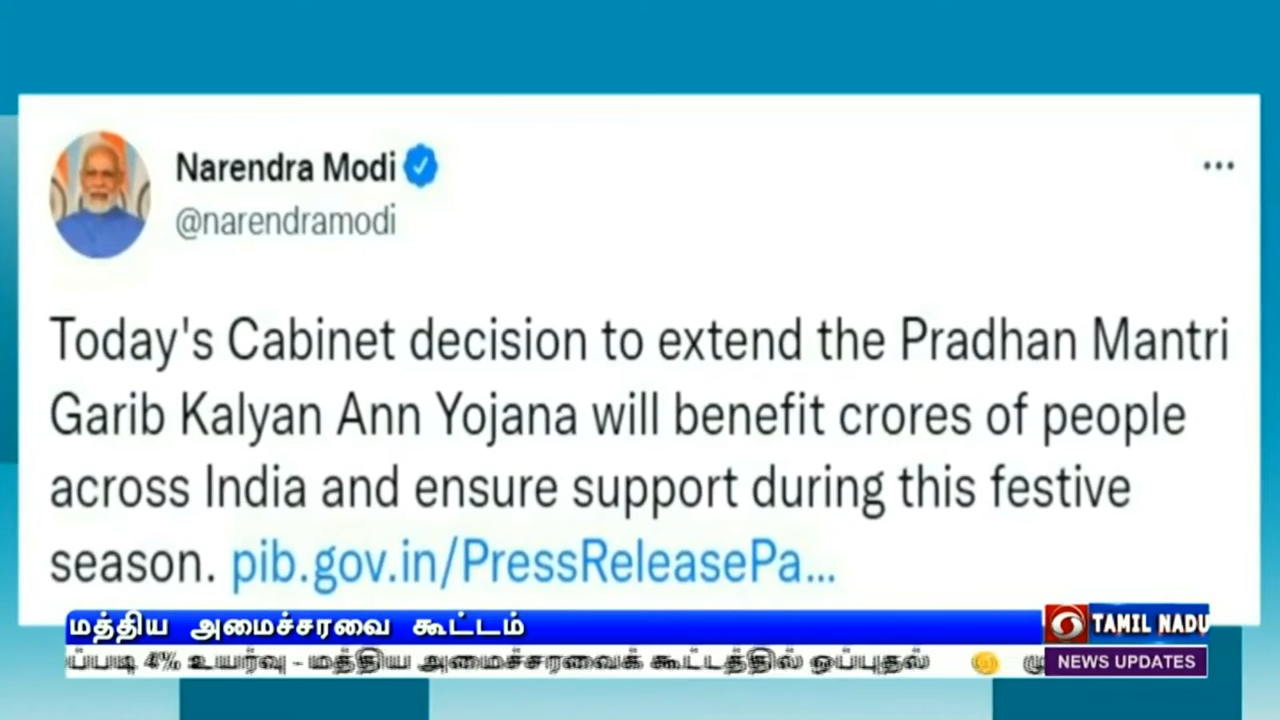 Narendra Modi
@narendramodi
Today's Cabinet decision to extend the Pradhan Mantri
Garib Kalyan Ann Yojana will benefit crores of people
across India and ensure support during this festive
season. pib.gov.in/PressReleasePa...
மத்திய அமைச்சரவை கூட்டம்
TAMIL NADU
4% உயர்வு - மத்திய அமைச்சரவைக் கூட்டத்தில் ஒப்புதல்
NEWS UPDATES